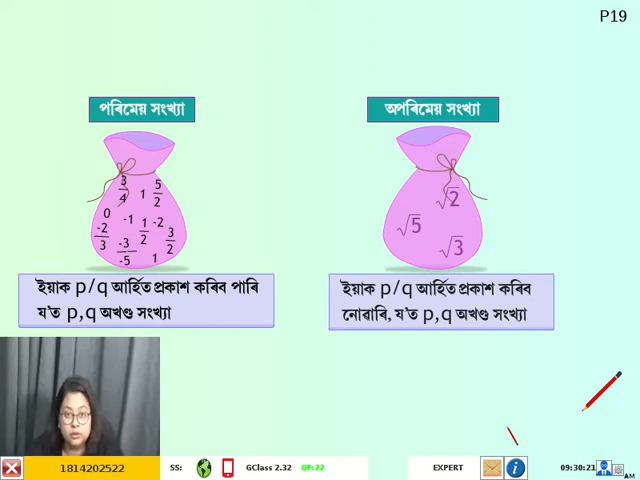 P19
পৰিমেয় সংখ্যা
অপৰিমেয় সংখ্যা
3/4 1 5/2
0 -1 1/2 -2
-2/3 -3/-5 1 3/2
√2
√5
√3
ইয়াক p/q আৰ্হিত প্ৰকাশ কৰিব পাৰি
য'ত p,q অখণ্ড সংখ্যা
ইয়াক p/q আৰ্হিত প্ৰকাশ কৰিব
নোৱাৰি, য'ত p,q অখণ্ড সংখ্যা
1814202522 SS: GClass 2.32 QP:22 EXPERT 09:30:21 AM